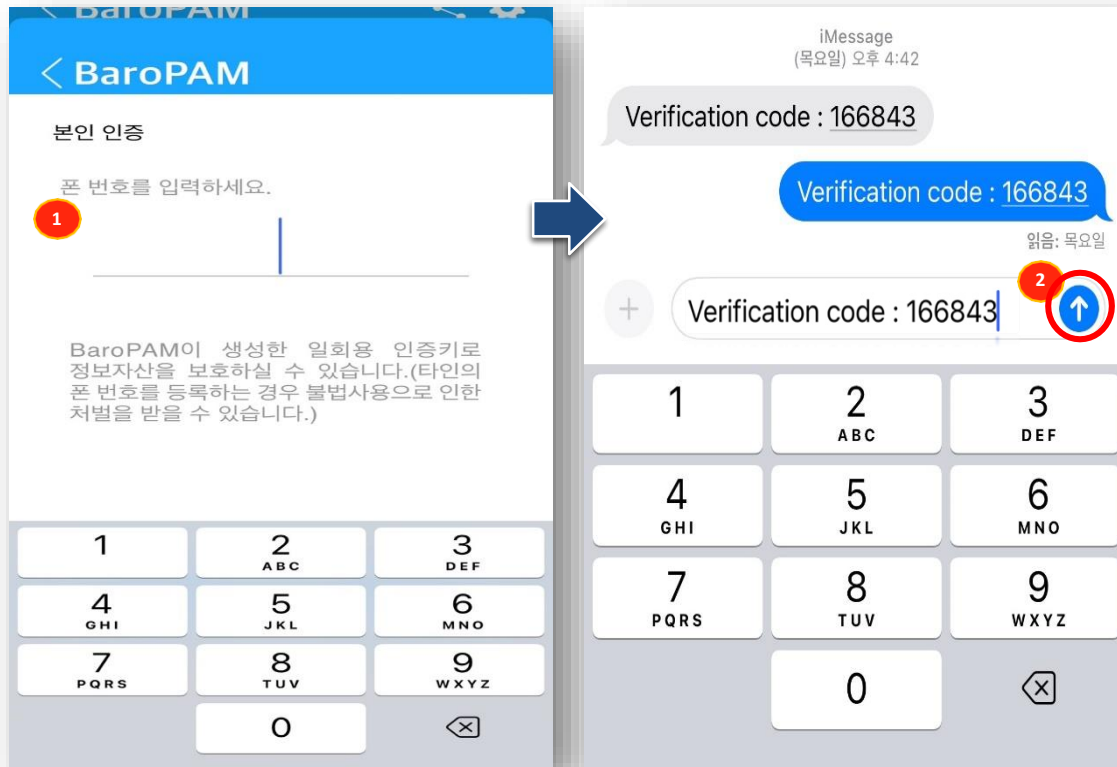 BaroPAM
< BaroPAM
본인 인증
폰 번호를 입력하세요.
1
BaroPAM이 생성한 일회용 인증키로
정보자산을 보호하실 수 있습니다.(타인의
폰 번호를 등록하는 경우 불법사용으로 인한
처벌을 받을 수 있습니다.)
1
2
ABC
3
DEF
4
GHI
5
JKL
6
MNO
7
PQRS
8
TUV
9
WXYZ
0
iMessage
(목요일) 오후 4:42
Verification code : 166843
Verification code : 166843
읽음: 목요일
2
Verification code : 166843
1
2
ABC
3
DEF
4
GHI
5
JKL
6
MNO
7
PQRS
8
TUV
9
WXYZ
0